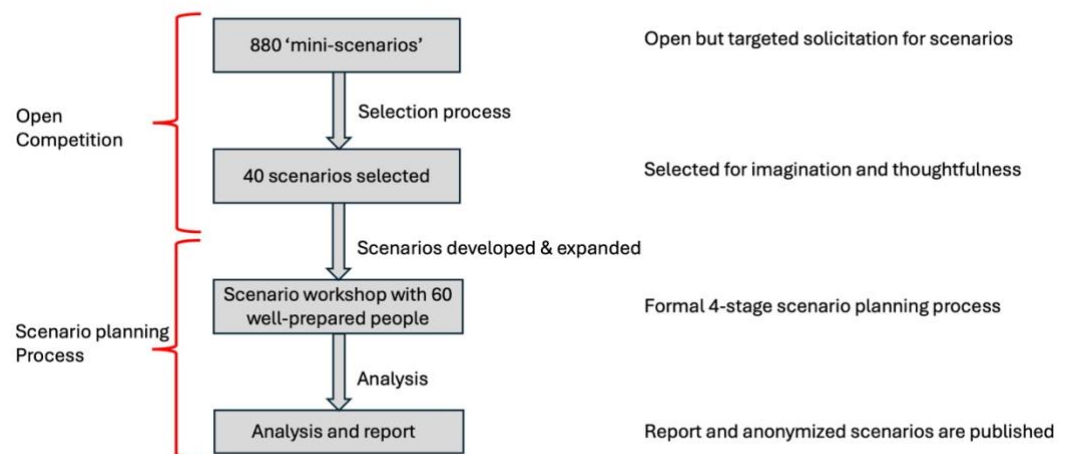 880 ‘mini-scenarios’
Open but targeted solicitation for scenarios
Selection process
Open
Competition
40 scenarios selected
Selected for imagination and thoughtfulness
Scenarios developed & expanded
Scenario workshop with 60
well-prepared people
Formal 4-stage scenario planning process
Scenario planning
Process
Analysis
Analysis and report
Report and anonymized scenarios are published